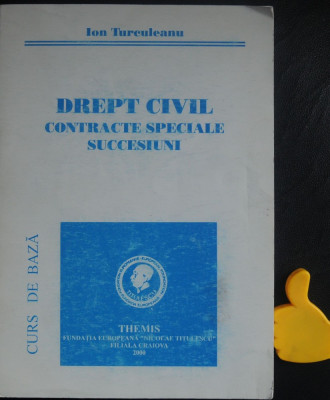 Ion Turculeanu
DREPT CIVIL
CONTRACTE SPECIALE
SUCCESIUNI
CURS DE BAZĂ
THEMIS
FUNDAȚIA EUROPEANĂ "NICOLAE TITULESCU"
FILIALA CRAIOVA
2000